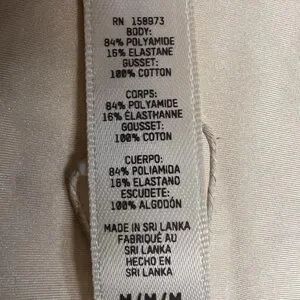 RN 158973
BODY:
84% POLYAMIDE
16% ELASTANE
GUSSET:
100% COTTON
CORPS:
84% POLYAMIDE
16% ÉLASTHANNE
GOUSSET:
100% COTON
CUERPO:
84% POLIAMIDA
16% ELASTANO
ESCUDETE:
100% ALGODÓN
MADE IN SRI LANKA
FABRIQUÉ AU
SRI LANKA
HECHO EN
SRI LANKA
M/M/M